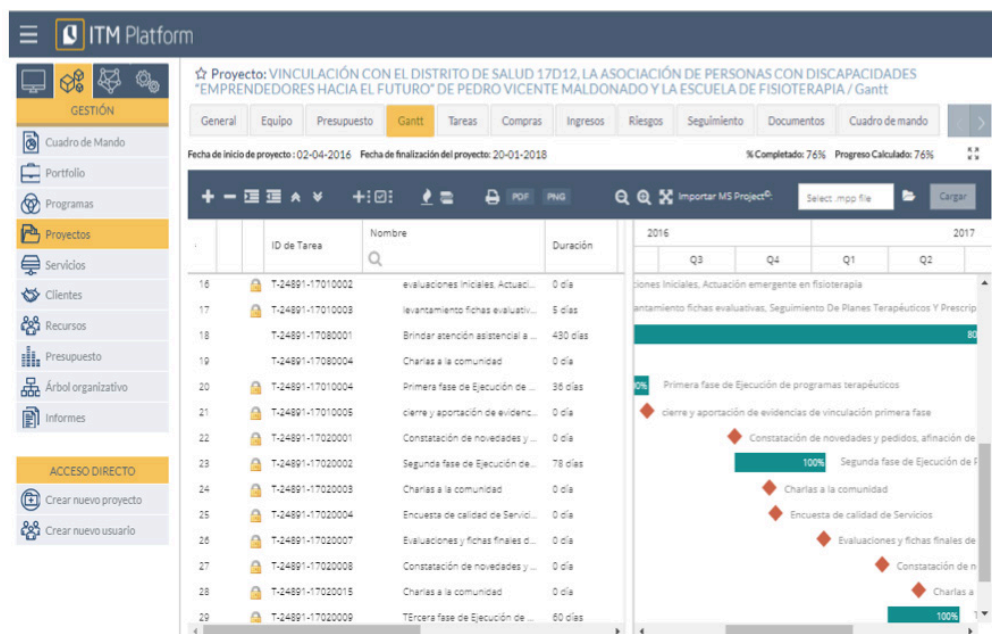 ITM Platform
☆ Proyecto: VINCULACIÓN CON EL DISTRITO DE SALUD 17D12, LA ASOCIACIÓN DE PERSONAS CON DISCAPACIDADES
"EMPRENDEDORES HACIA EL FUTURO" DE PEDRO VICENTE MALDONADO Y LA ESCUELA DE FISIOTERAPIA / Gantt
GESTIÓN
Cuadro de Mando
Portfolio
Programas
Proyectos
Servicios
Clientes
Recursos
Presupuesto
Árbol organizativo
Informes
ACCESO DIRECTO
Crear nuevo proyecto
Crear nuevo usuario
General Equipo Presupuesto Gantt Tareas Compras Ingresos Riesgos Seguimiento Documentos Cuadro de mando
Fecha de inicio de proyecto: 02-04-2016 Fecha de finalización del proyecto: 20-01-2018 % Completado: 76% Progreso Calculado: 76%
PDF PNG Importar MS Project©: Select .mpp file Cargar
ID de Tarea Nombre Duración 2016 2017
Q3 Q4 Q1 Q2
16 T-24891-17010002 evaluaciones Iniciales, Actuaci... 0 día ciones Iniciales, Actuación emergente en fisioterapia
17 T-24891-17010003 levantamiento fichas evaluativ... 5 días antamiento fichas evaluativas, Seguimiento De Planes Terapéuticos Y Prescrip
18 T-24891-17080001 Brindar atención asistencial a ... 430 días 80
19 T-24891-17080004 Charlas a la comunidad 0 día
20 T-24891-17010004 Primera fase de Ejecución de ... 36 días 00% Primera fase de Ejecución de programas terapéuticos
21 T-24891-17010005 cierre y aportación de evidenc... 0 día cierre y aportación de evidencias de vinculación primera fase
22 T-24891-17020001 Constatación de novedades y ... 0 día Constatación de novedades y pedidos, afinación de
23 T-24891-17020002 Segunda fase de Ejecución de... 78 días 100% Segunda fase de Ejecución de P
24 T-24891-17020003 Charlas a la comunidad 0 día Charlas a la comunidad
25 T-24891-17020004 Encuesta de calidad de Servici... 0 día Encuesta de calidad de Servicios
26 T-24891-17020007 Evaluaciones y fichas finales d... 0 día Evaluaciones y fichas finales de
27 T-24891-17020008 Constatación de novedades y ... 0 día Constatación de n
28 T-24891-17020015 Charlas a la comunidad 0 día Charlas a
29 T-24891-17020009 TErcera fase de Ejecución de ... 60 días 100% T